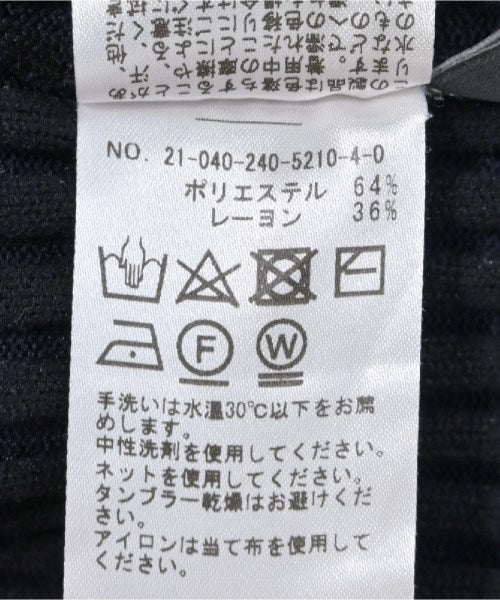 NO. 21-040-240-5210-4-0
ポリエステル 64%
レーヨン 36%
F
W
手洗いは水温30℃以下をお薦
めします。
中性洗剤を使用してください。
ネットを使用してください。
タンブラー乾燥はお避けくだ
さい。
アイロンは当て布を使用して
ください。